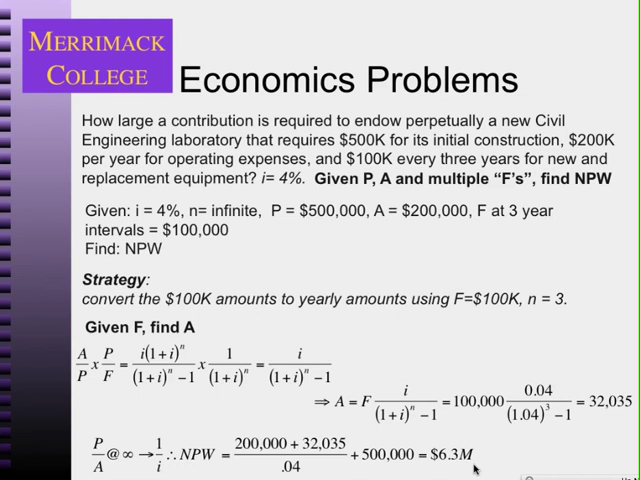 MERRIMACK
COLLEGE
Economics Problems
How large a contribution is required to endow perpetually a new Civil
Engineering laboratory that requires $500K for its initial construction, $200K
per year for operating expenses, and $100K every three years for new and
replacement equipment? i= 4%. Given P, A and multiple “F’s”, find NPW
Given: i = 4%, n= infinite, P = $500,000, A = $200,000, F at 3 year
intervals = $100,000
Find: NPW
Strategy:
convert the $100K amounts to yearly amounts using F=$100K, n = 3.
Given F, find A
A/P x P/F = i(1+i)^n/((1+i)^n −1) x 1/(1+i)^n = i/((1+i)^n −1)
⇒ A = F i/((1+i)^n −1) = 100,000 0.04/((1.04)^3 −1) = 32,035
P/A @ ∞ → 1/i ∴ NPW = (200,000 + 32,035)/.04 + 500,000 = $6.3M